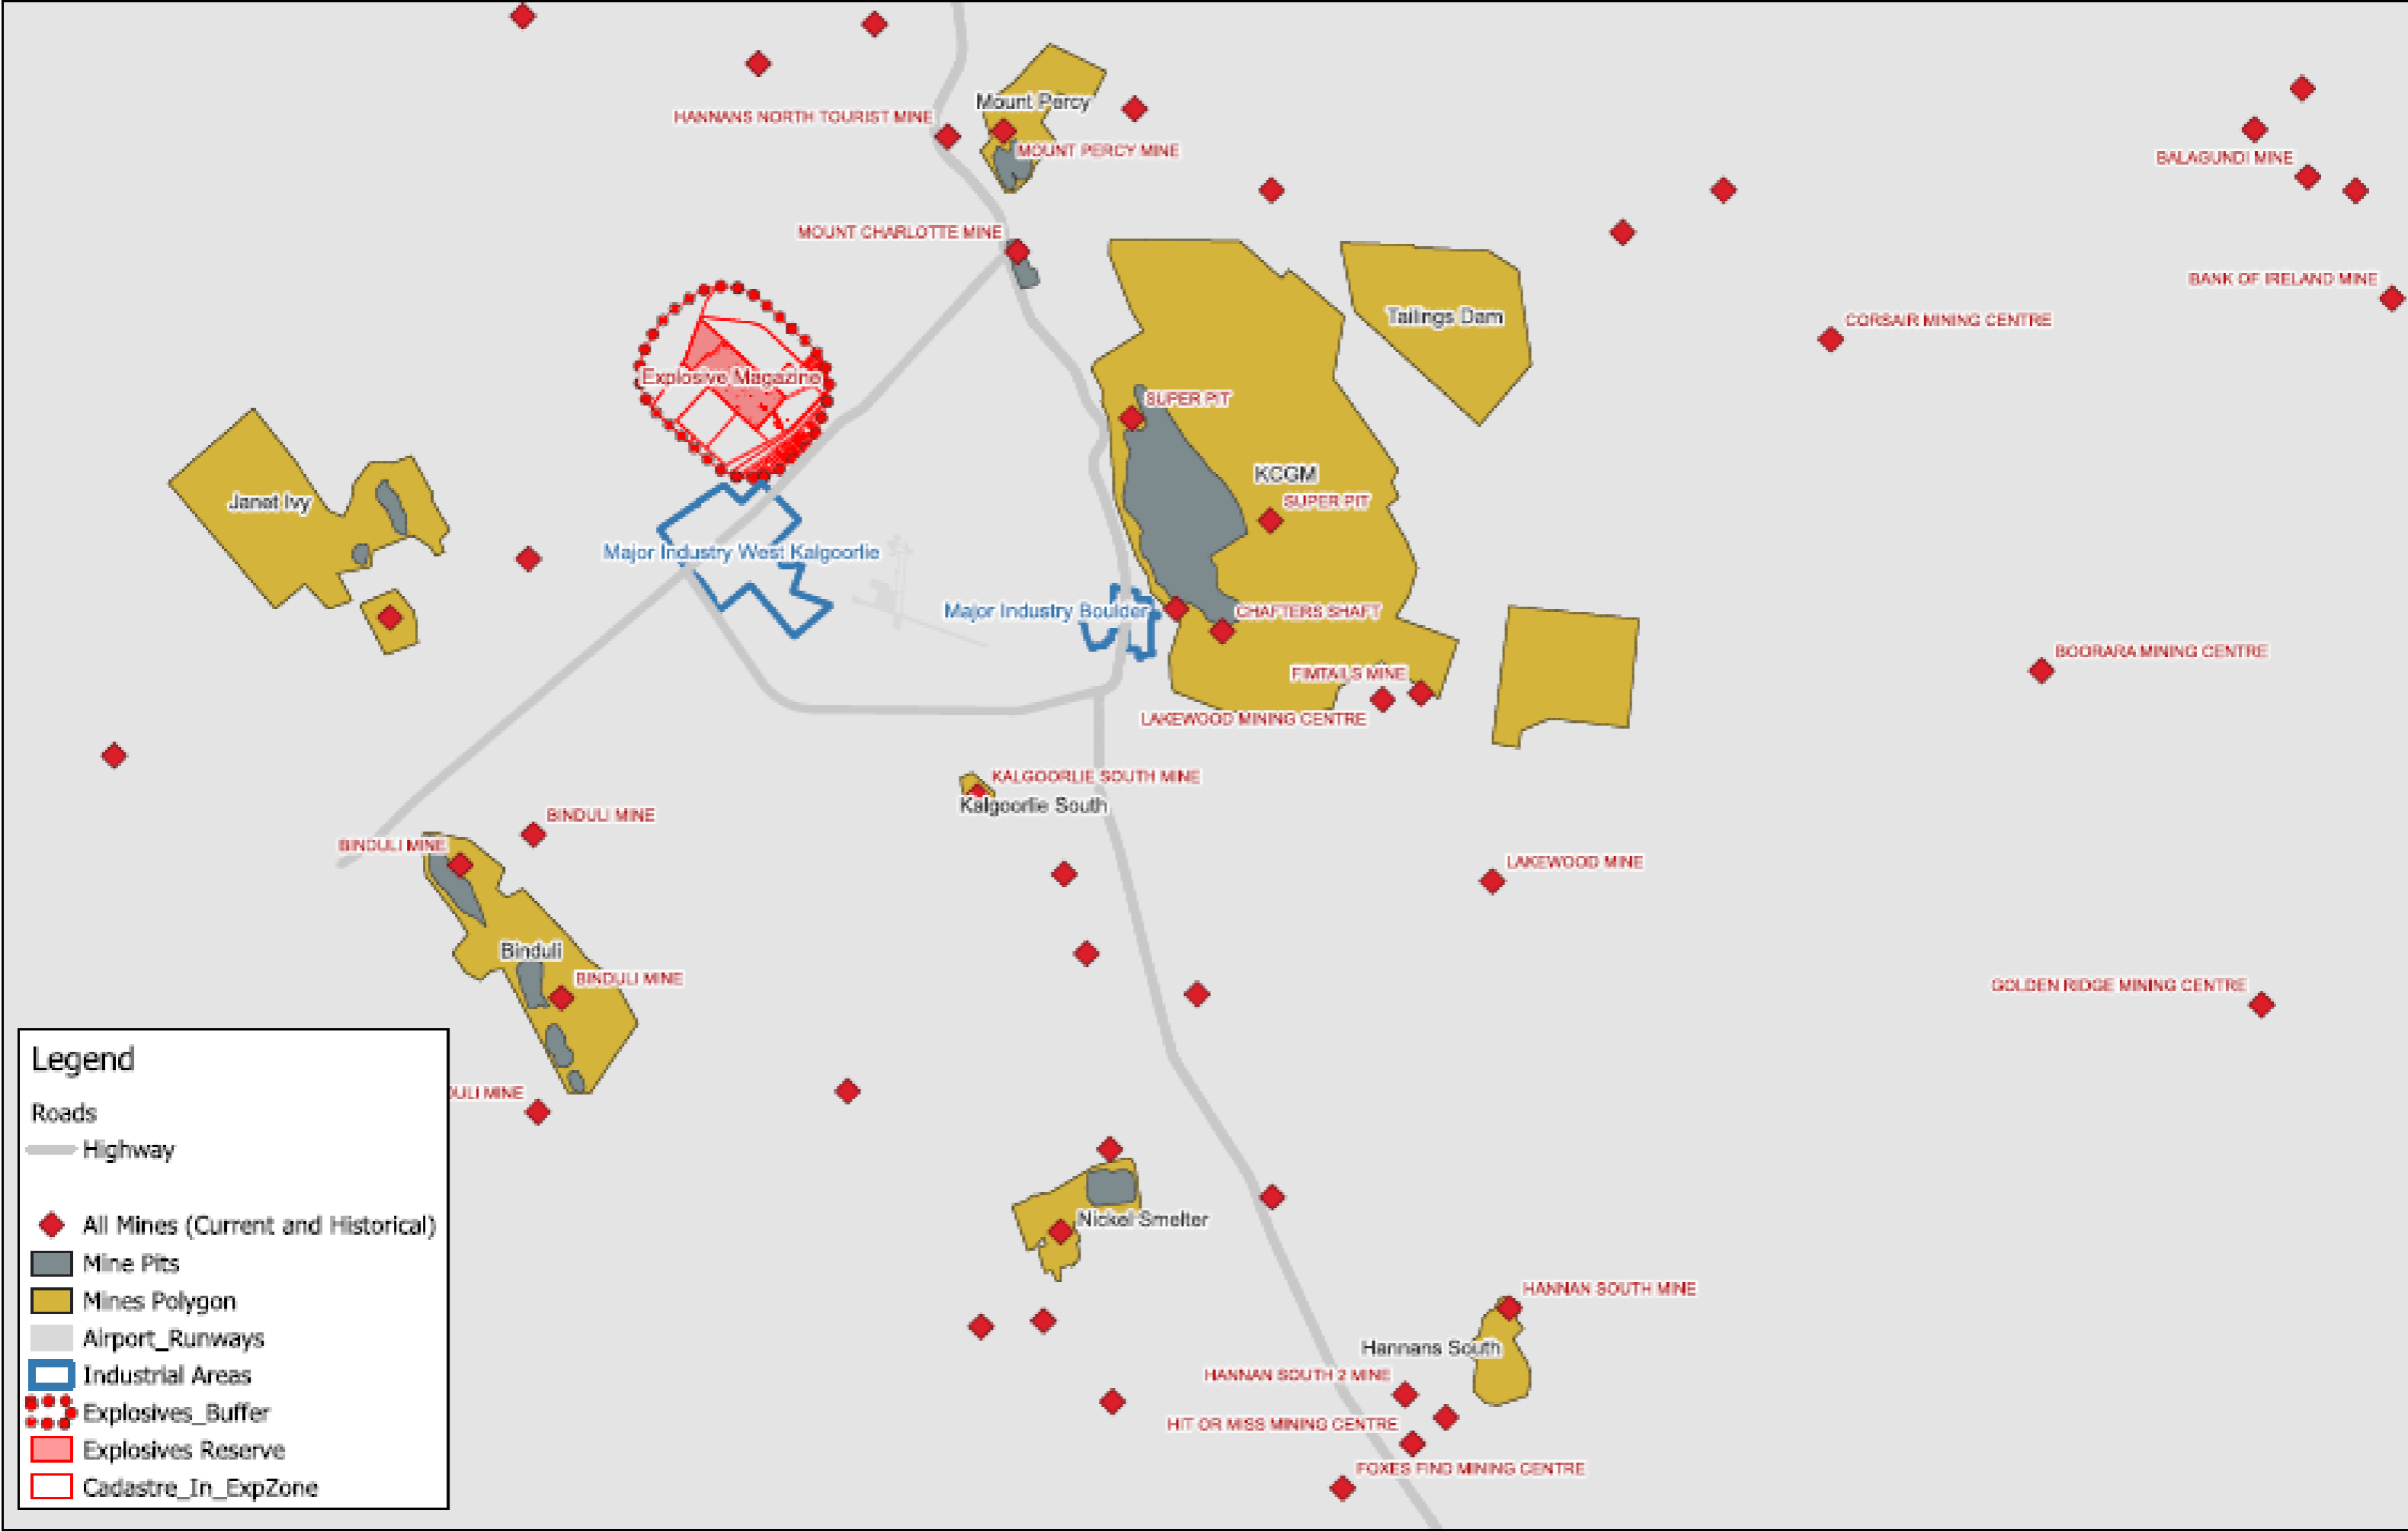 Mount Percy
HANNANS NORTH TOURIST MINE
MOUNT PERCY MINE
BALAGUNDI MINE
MOUNT CHARLOTTE MINE
BANK OF IRELAND MINE
Tailings Dam
CORSAIR MINING CENTRE
Explosive Magazine
SUPER PIT
KCGM
Janet Ivy
SUPER PIT
Major Industry West Kalgoorlie
Major Industry Boulder
CHAFTERS SHAFT
BOORARA MINING CENTRE
FIMTAILS MINE
LAKEWOOD MINING CENTRE
KALGOORLIE SOUTH MINE
Kalgoorlie South
BINDULI MINE
BINDULI MINE
LAKEWOOD MINE
Binduli
BINDULI MINE
GOLDEN RIDGE MINING CENTRE
DULI MINE
Nickel Smelter
HANNAN SOUTH MINE
Hannans South
HANNAN SOUTH 2 MINE
HIT OR MISS MINING CENTRE
FOXES FIND MINING CENTRE
Legend
Roads
Highway
All Mines (Current and Historical)
Mine Pits
Mines Polygon
Airport_Runways
Industrial Areas
Explosives_Buffer
Explosives Reserve
Cadastre_In_ExpZone